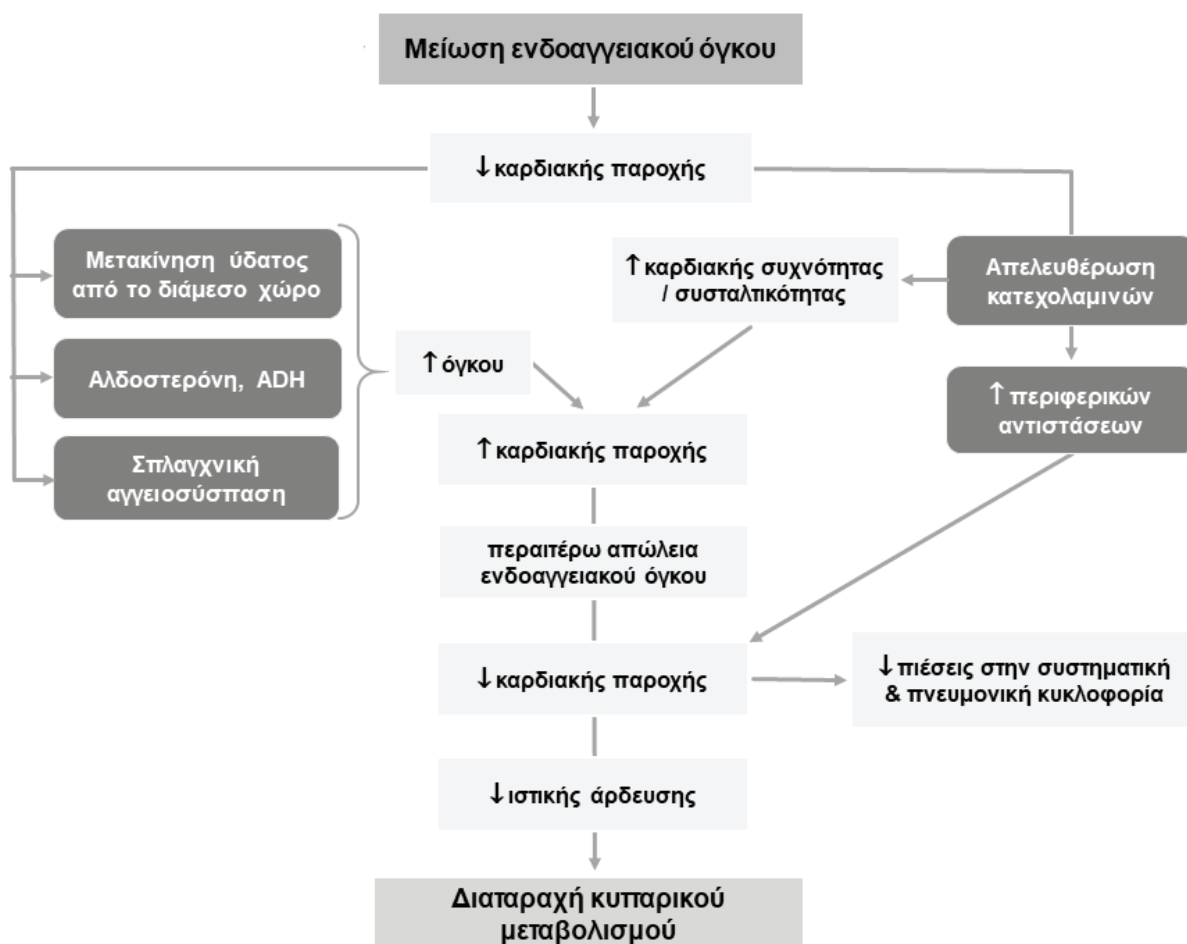 Μείωση ενδοαγγειακού όγκου
↓καρδιακής παροχής
Μετακίνηση ύδατος
από το διάμεσο χώρο
Αλδοστερόνη, ADH
Σπλαγχνική
αγγειοσύσπαση
↑όγκου
↑καρδιακής συχνότητας
/ συσταλτικότητας
Απελευθέρωση
κατεχολαμινών
↑ περιφερικών
αντιστάσεων
↑καρδιακής παροχής
περαιτέρω απώλεια
ενδοαγγειακού όγκου
↓καρδιακής παροχής
↓πιέσεις στην συστηματική
& πνευμονική κυκλοφορία
↓ιστικής άρδευσης
Διαταραχή κυπαρικού
μεταβολισμού